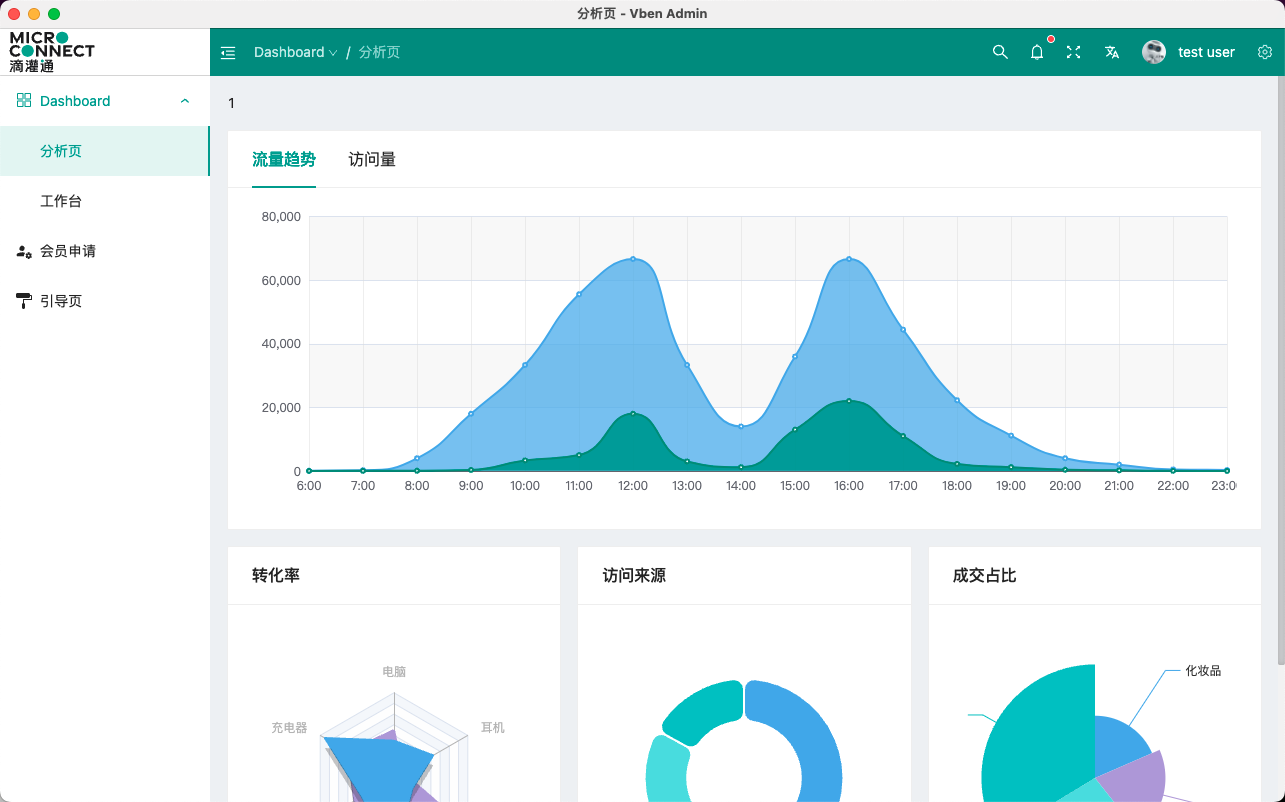 分析页 - Vben Admin
MICRO
CONNECT
滴灌通
Dashboard / 分析页
test user
Dashboard
分析页
工作台
会员申请
引导页
1
流量趋势 访问量
80,000
60,000
40,000
20,000
0
6:00 7:00 8:00 9:00 10:00 11:00 12:00 13:00 14:00 15:00 16:00 17:00 18:00 19:00 20:00 21:00 22:00 23:00
转化率
电脑
充电器
耳机
访问来源
成交占比
化妆品